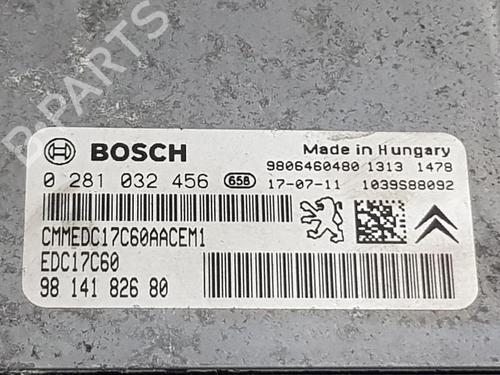 B-PARTS
BOSCH
Made in Hungary
9806460480 1313 1478
0 281 032 456 658
17-07-11 1039S88092
CMMEDC17C60AACEM1
EDC17C60
98 141 826 80